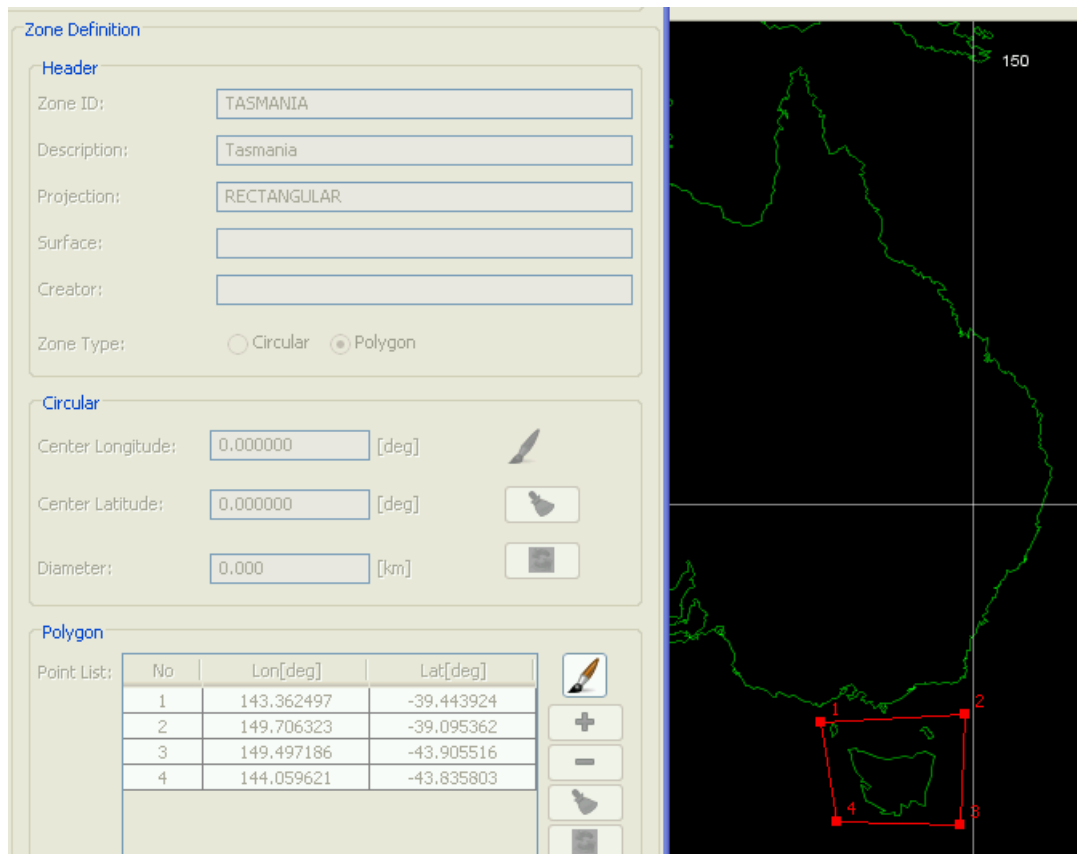 Zone Definition
Header
Zone ID: TASMANIA
Description: Tasmania
Projection: RECTANGULAR
Surface:
Creator:
Zone Type: Circular Polygon
Circular
Center Longitude: 0.000000 [deg]
Center Latitude: 0.000000 [deg]
Diameter: 0.000 [km]
Polygon
Point List: No Lon[deg] Lat[deg]
1 143.362497 -39.443924
2 149.706323 -39.095362
3 149.497186 -43.905516
4 144.059621 -43.835803
150
1 2
4 3